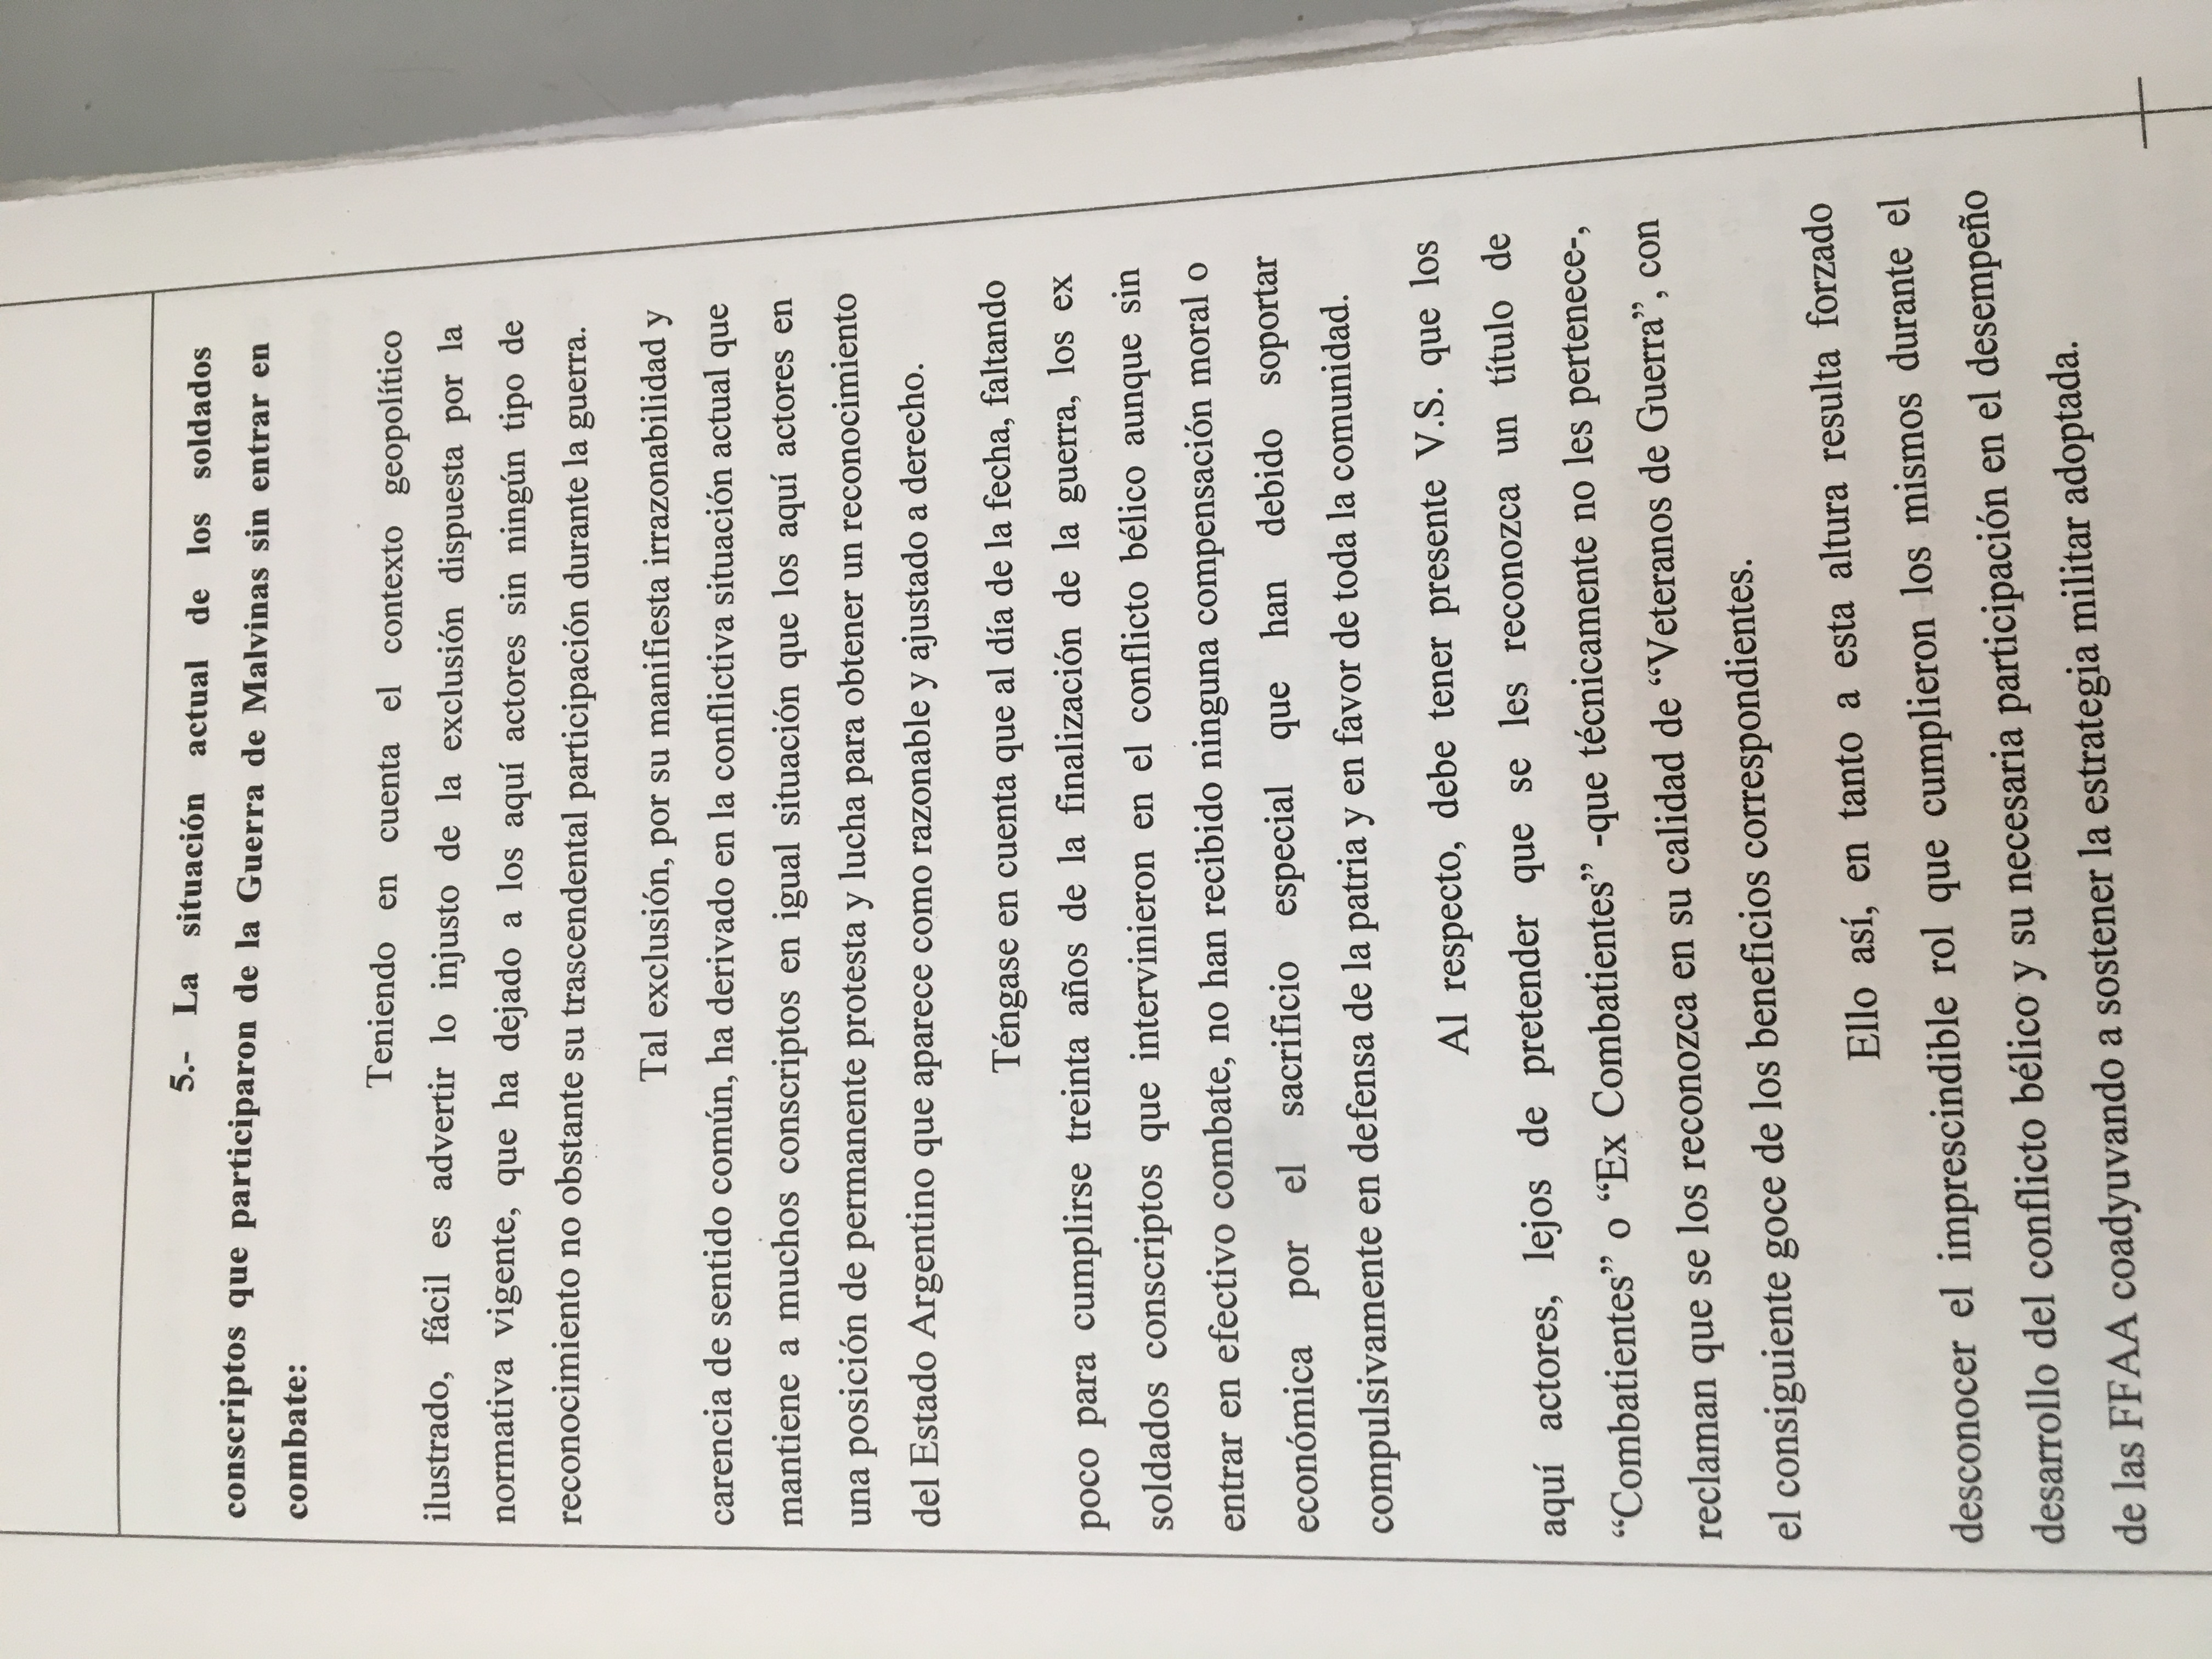 5.- La situación actual de los soldados
conscriptos que participaron de la Guerra de Malvinas sin entrar en
combate:
Teniendo en cuenta el contexto geopolítico
ilustrado, fácil es advertir lo injusto de la exclusión dispuesta por la
normativa vigente, que ha dejado a los aquí actores sin ningún tipo de
reconocimiento no obstante su trascendental participación durante la guerra.
Tal exclusión, por su manifiesta irrazonabilidad y
carencia de sentido común, ha derivado en la conflictiva situación actual que
mantiene a muchos conscriptos en igual situación que los aquí actores en
una posición de permanente protesta y lucha para obtener un reconocimiento
del Estado Argentino que aparece como razonable y ajustado a derecho.
Téngase en cuenta que al día de la fecha, faltando
poco para cumplirse treinta años de la finalización de la guerra, los ex
soldados conscriptos que intervinieron en el conflicto bélico aunque sin
entrar en efectivo combate, no han recibido ninguna compensación moral o
económica por el sacrificio especial que han debido soportar
compulsivamente en defensa de la patria y en favor de toda la comunidad.
Al respecto, debe tener presente V.S. que los
aquí actores, lejos de pretender que se les reconozca un título de
“Combatientes” o “Ex Combatientes” -que técnicamente no les pertenece-,
reclaman que se los reconozca en su calidad de “Veteranos de Guerra”, con
el consiguiente goce de los beneficios correspondientes.
Ello así, en tanto a esta altura resulta forzado
desconocer el imprescindible rol que cumplieron los mismos durante el
desarrollo del conflicto bélico y su necesaria participación en el desempeño
de las FFAA coadyuvando a sostener la estrategia militar adoptada.